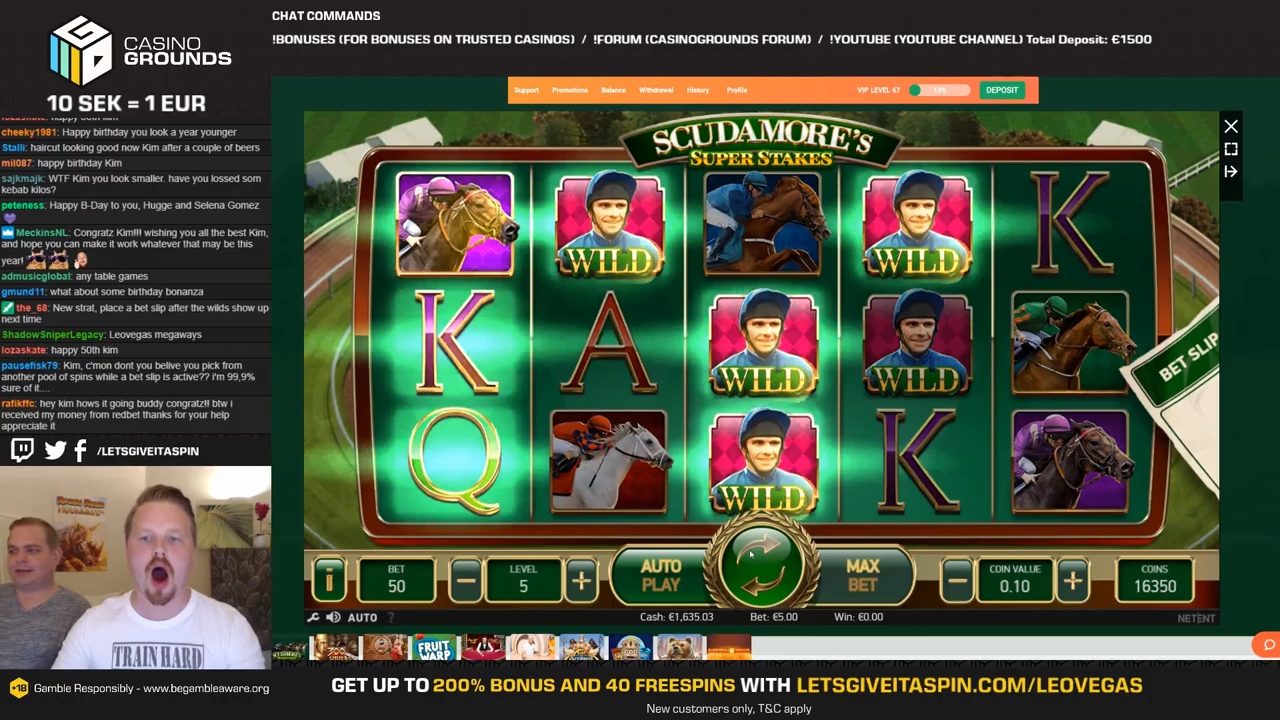 CHAT COMMANDS
!BONUSES (FOR BONUSES ON TRUSTED CASINOS) / !FORUM (CASINOGROUNDS FORUM) / !YOUTUBE (YOUTUBE CHANNEL) Total Deposit: €1500
CASINO
GROUNDS
10 SEK = 1 EUR
cheeky1981: Happy birthday you look a year younger
Stalli: haircut looking good now Kim after a couple of beers
mil087: happy birthday Kim
sajkmajk: WTF Kim you look smaller. have you lossed som
kebab kilos?
peteness: Happy B-Day to you, Hugge and Selena Gomez
MeckinsNL: Congratz Kim!!! wishing you all the best Kim,
and hope you can make it work whatever that may be this
year!
admusicglobal: any table games
gmund11: what about some birthday bonanza
the_68: New strat, place a bet slip after the wilds show up
next time
ShadowSniperLegacy: Leovegas megaways
lozaskate: happy 50th kim
pausefisk79: Kim, c'mon dont you belive you pick from
another pool of spins while a bet slip is active?? i'm 99,9%
sure of it....
rafikffc: hey kim hows it going buddy congratz!! btw i
received my money from redbet thanks for your help
appreciate it
/LETSGIVEITASPIN
TRAIN HARD
Support Promotions Balance Withdrawal History Profile VIP LEVEL 67 13% DEPOSIT
SCUDAMORE'S
SUPER STAKES
WILD WILD K
K A WILD WILD
Q WILD K
BET SLIP
BET
50
LEVEL
5
AUTO
PLAY
MAX
BET
COIN VALUE
0.10
COINS
16350
AUTO ? Cash: €1,635.03 Bet: €5.00 Win: €0.00 NETENT
FRUIT
WARP
+18 Gamble Responsibly - www.begambleaware.org
GET UP TO 200% BONUS AND 40 FREESPINS WITH LETSGIVEITASPIN.COM/LEOVEGAS
New customers only, T&C apply